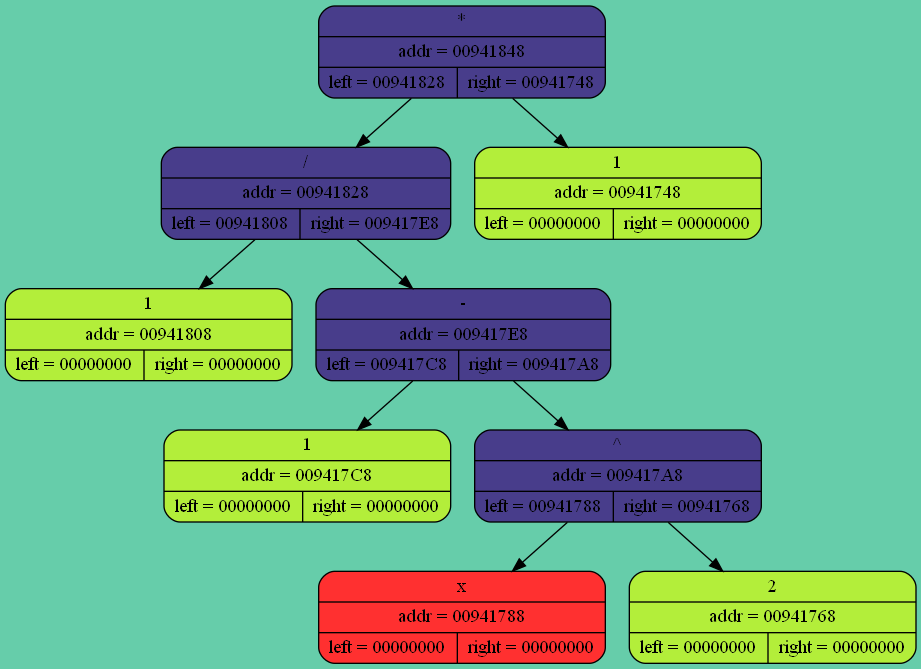 *
addr = 00941848
left = 00941828 right = 00941748
/
addr = 00941828
left = 00941808 right = 009417E8
1
addr = 00941748
left = 00000000 right = 00000000
1
addr = 00941808
left = 00000000 right = 00000000
-
addr = 009417E8
left = 009417C8 right = 009417A8
1
addr = 009417C8
left = 00000000 right = 00000000
^
addr = 009417A8
left = 00941788 right = 00941768
x
addr = 00941788
left = 00000000 right = 00000000
2
addr = 00941768
left = 00000000 right = 00000000